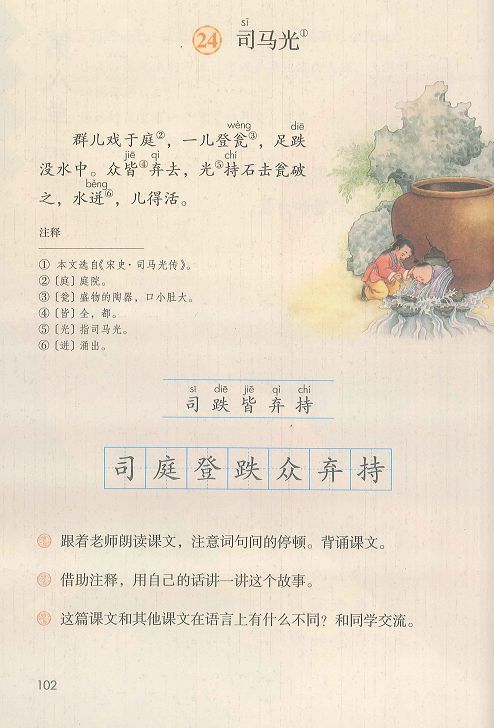 sī
24 司马光①
wèng diē
群儿戏于庭②，一儿登瓮③，足跌
jiē qì chí
没水中。众皆④弃去，光⑤持石击瓮破
bèng
之，水迸⑥，儿得活。
注释
① 本文选自《宋史·司马光传》。
② 〔庭〕庭院。
③ 〔瓮〕盛物的陶器，口小肚大。
④ 〔皆〕全，都。
⑤ 〔光〕指司马光。
⑥ 〔迸〕涌出。
sī diē jiē qì chí
司 跌 皆 弃 持
司 庭 登 跌 众 弃 持
跟着老师朗读课文，注意词句间的停顿。背诵课文。
借助注释，用自己的话讲一讲这个故事。
这篇课文和其他课文在语言上有什么不同？和同学交流。
102